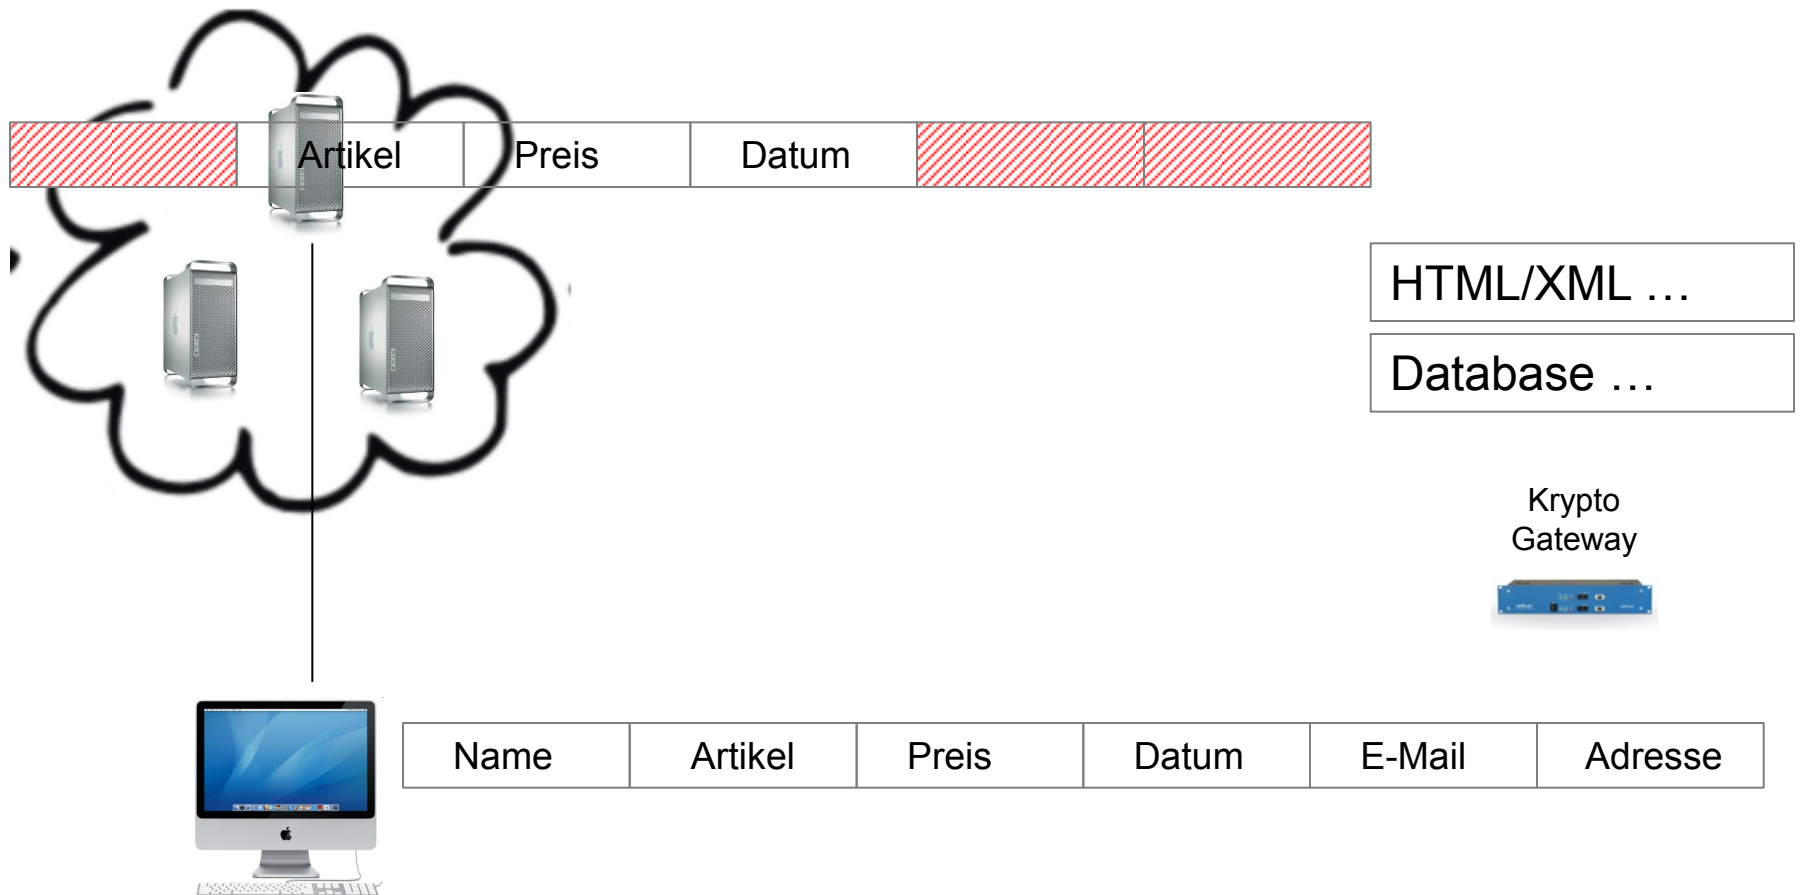 Artikel Preis Datum
HTML/XML …
Database …
Krypto
Gateway
Name Artikel Preis Datum E-Mail Adresse